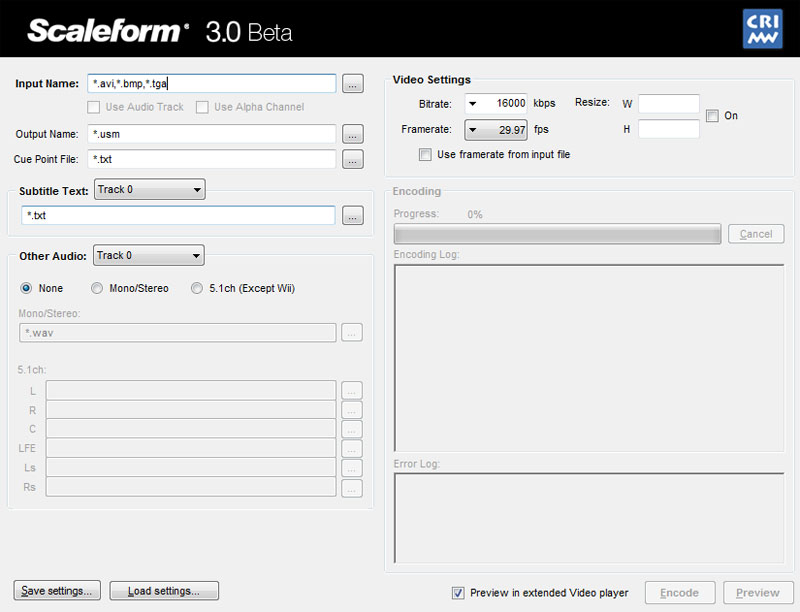 Scaleform® 3.0 Beta
CRI
MW
Input Name: *.avi,*.bmp,*.tga ...
Use Audio Track Use Alpha Channel
Output Name: *.usm ...
Cue Point File: *.txt ...
Subtitle Text: Track 0
*.txt ...
Other Audio: Track 0
None Mono/Stereo 5.1ch (Except Wii)
Mono/Stereo:
*.wav ...
5.1ch:
L ...
R ...
C ...
LFE ...
Ls ...
Rs ...
Save settings... Load settings...
Video Settings
Bitrate: 16000 kbps Resize: W
On
Framerate: 29.97 fps H
Use framerate from input file
Encoding
Progress: 0%
Cancel
Encoding Log:
Error Log:
Preview in extended Video player Encode Preview